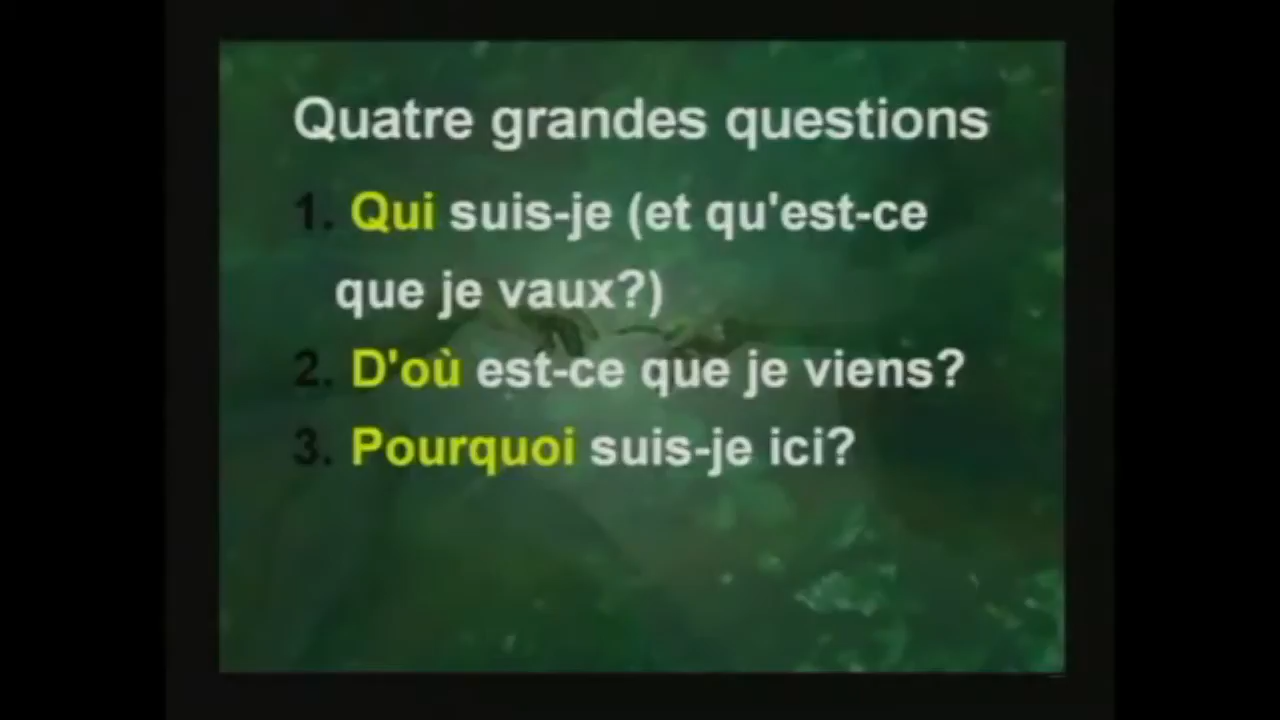 Quatre grandes questions
1. Qui suis-je (et qu'est-ce
que je vaux?)
2. D'où est-ce que je viens?
3. Pourquoi suis-je ici?